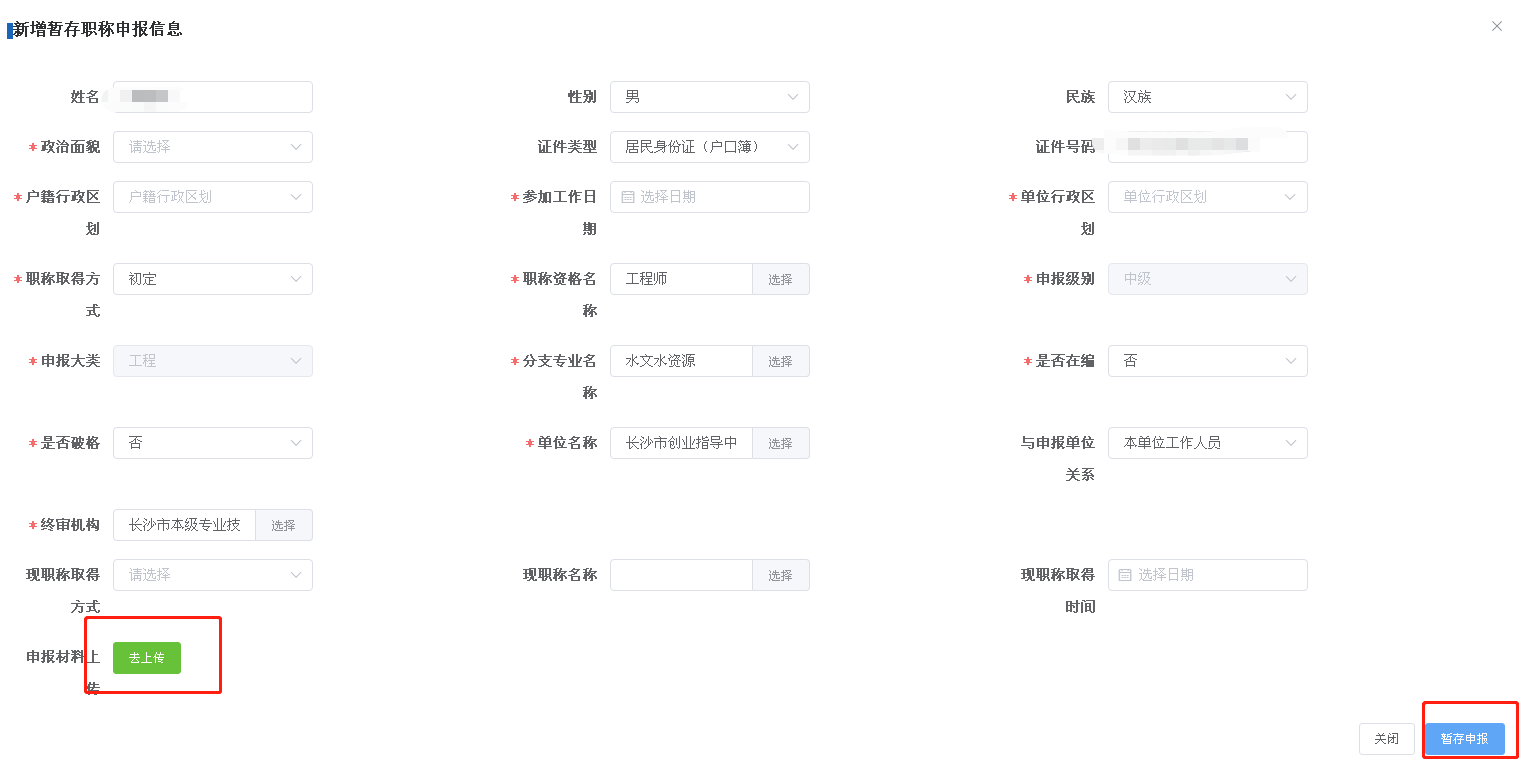 新增暂存职称申报信息
姓名
性别 男
民族 汉族
*政治面貌 请选择
证件类型 居民身份证（户口簿）
证件号码
*户籍行政区划 户籍行政区划
*参加工作日期 选择日期
*单位行政区划 单位行政区划
*职称取得方式 初定
*职称资格名称 工程师 选择
*申报级别 中级
*申报大类 工程
*分支专业名称 水文水资源 选择
*是否在编 否
*是否破格 否
*单位名称 长沙市创业指导中 选择
与申报单位关系 本单位工作人员
*终审机构 长沙市本级专业技 选择
现职称取得方式 请选择
现职称名称 选择
现职称取得时间 选择日期
申报材料上传 去上传
关闭 暂存申报